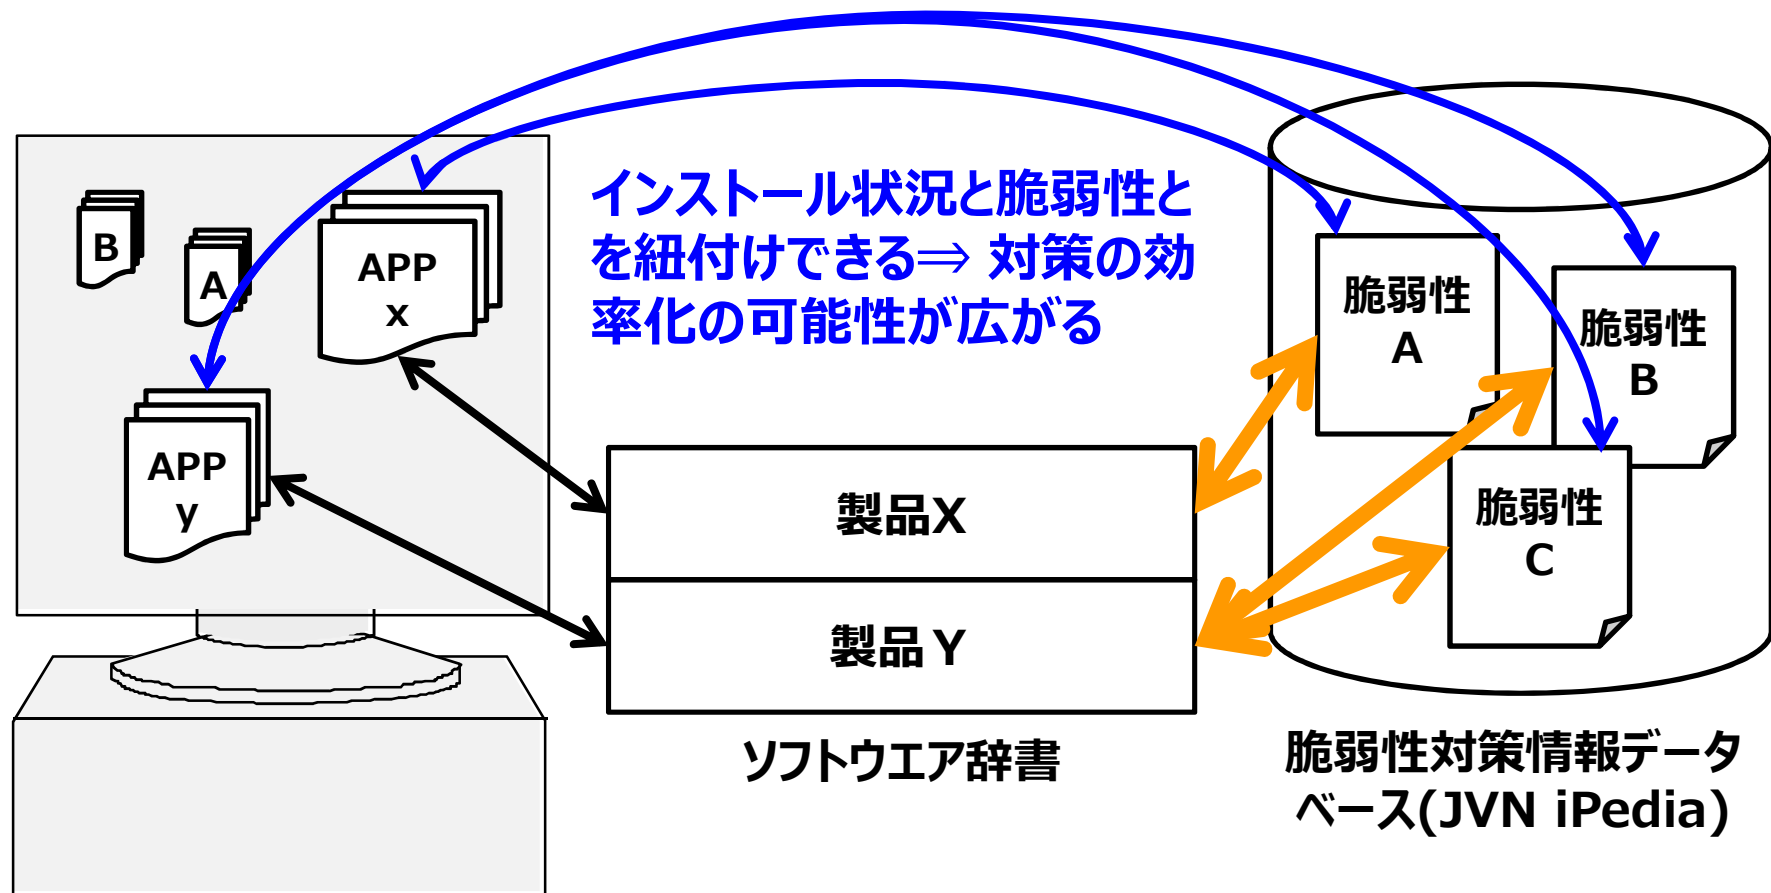 インストール状況と脆弱性と
を紐付けできる⇒ 対策の効
率化の可能性が広がる
B
A
APP
x
APP
y
製品X
製品Y
ソフトウエア辞書
脆弱性
A
脆弱性
B
脆弱性
C
脆弱性対策情報データ
ベース(JVN iPedia)